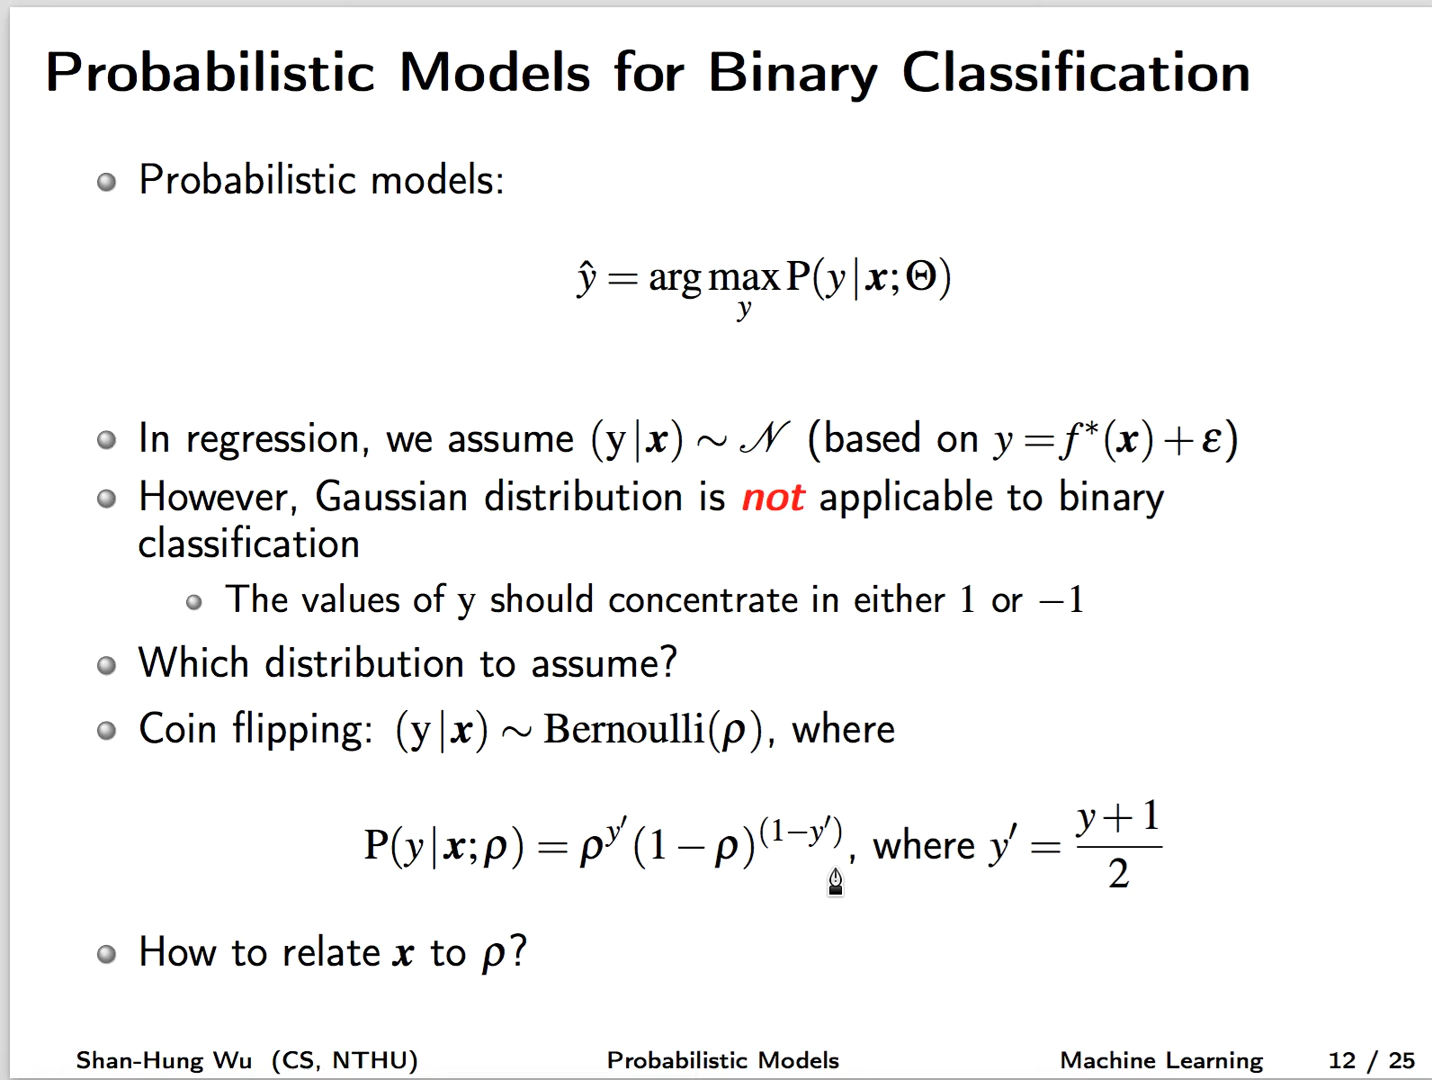 Probabilistic Models for Binary Classification
Probabilistic models:
ŷ = arg max P(y|x;Θ)
y
In regression, we assume (y|x) ∼ 𝒩 (based on y = f*(x) + ε)
However, Gaussian distribution is not applicable to binary
classification
The values of y should concentrate in either 1 or −1
Which distribution to assume?
Coin flipping: (y|x) ∼ Bernoulli(ρ), where
P(y|x;ρ) = ρ^y′ (1 − ρ)^(1−y′), where y′ = (y+1)/2
How to relate x to ρ?
Shan-Hung Wu (CS, NTHU) Probabilistic Models Machine Learning 12 / 25